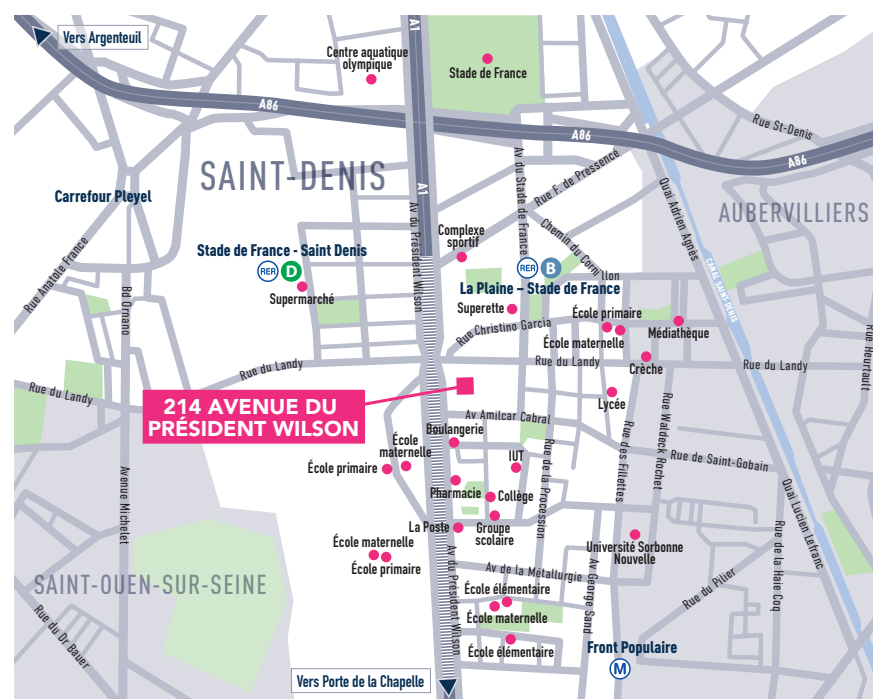 Vers Argenteuil
A1
Centre aquatique
olympique
Stade de France
A86
A86
A86
Rue St-Denis
SAINT-DENIS
A1
Av du Stade de France
Rue F. de Pressencé
Quai Adrien Agnès
AUBERVILLIERS
Carrefour Pleyel
Av du Président Wilson
Complexe
sportif
Chemin du Cornillon
CANAL SAINT-DENIS
Rue Anatole France
Stade de France - Saint Denis
RER D
RER B
La Plaine – Stade de France
Bd Ornano
Supermarché
Superette
École primaire
Rue Christino Garcia
École maternelle
Médiathèque
Rue Heurtault
Rue du Landy
Rue du Landy
Crèche
Rue du Landy
Rue du Landy
214 AVENUE DU
PRÉSIDENT WILSON
Lycée
Av Amilcar Cabral
Boulangerie
Rue Waldeck Rochet
École
maternelle
École primaire
IUT
Rue de la Procession
Rue des Fillettes
Rue de Saint-Gobain
Avenue Michelet
Pharmacie
Collège
Quai Lucien Lefranc
La Poste
Groupe
scolaire
École maternelle
École primaire
Université Sorbonne
Nouvelle
Rue de la Haie Coq
Av du Président Wilson
Av de la Métallurgie
Av George Sand
Rue du Pilier
SAINT-OUEN-SUR-SEINE
École élémentaire
École maternelle
Rue du Dr. Bauer
École élémentaire
Front Populaire
M
Vers Porte de la Chapelle